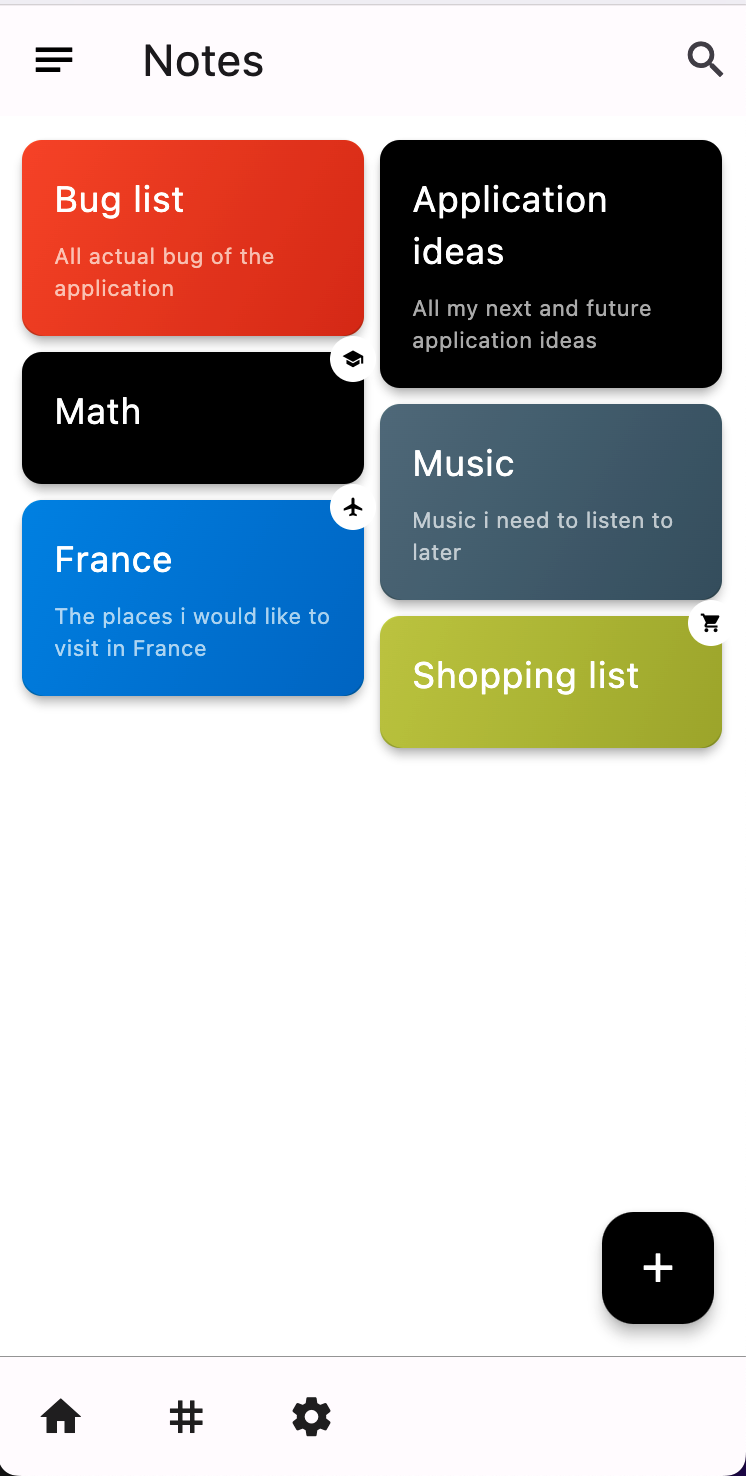 Notes
Bug list
All actual bug of the
application
Application
ideas
All my next and future
application ideas
Math
Music
Music i need to listen to
later
France
The places i would like to
visit in France
Shopping list